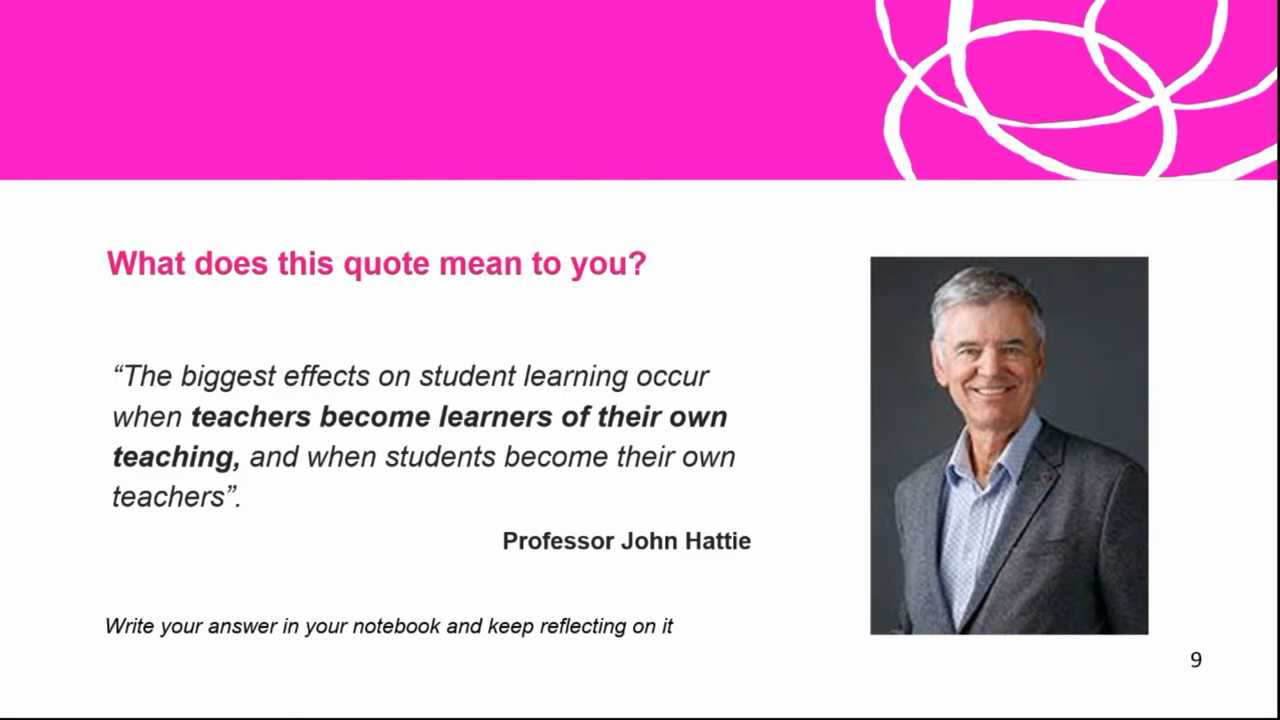 What does this quote mean to you?
“The biggest effects on student learning occur
when teachers become learners of their own
teaching, and when students become their own
teachers”.
Professor John Hattie
Write your answer in your notebook and keep reflecting on it
9